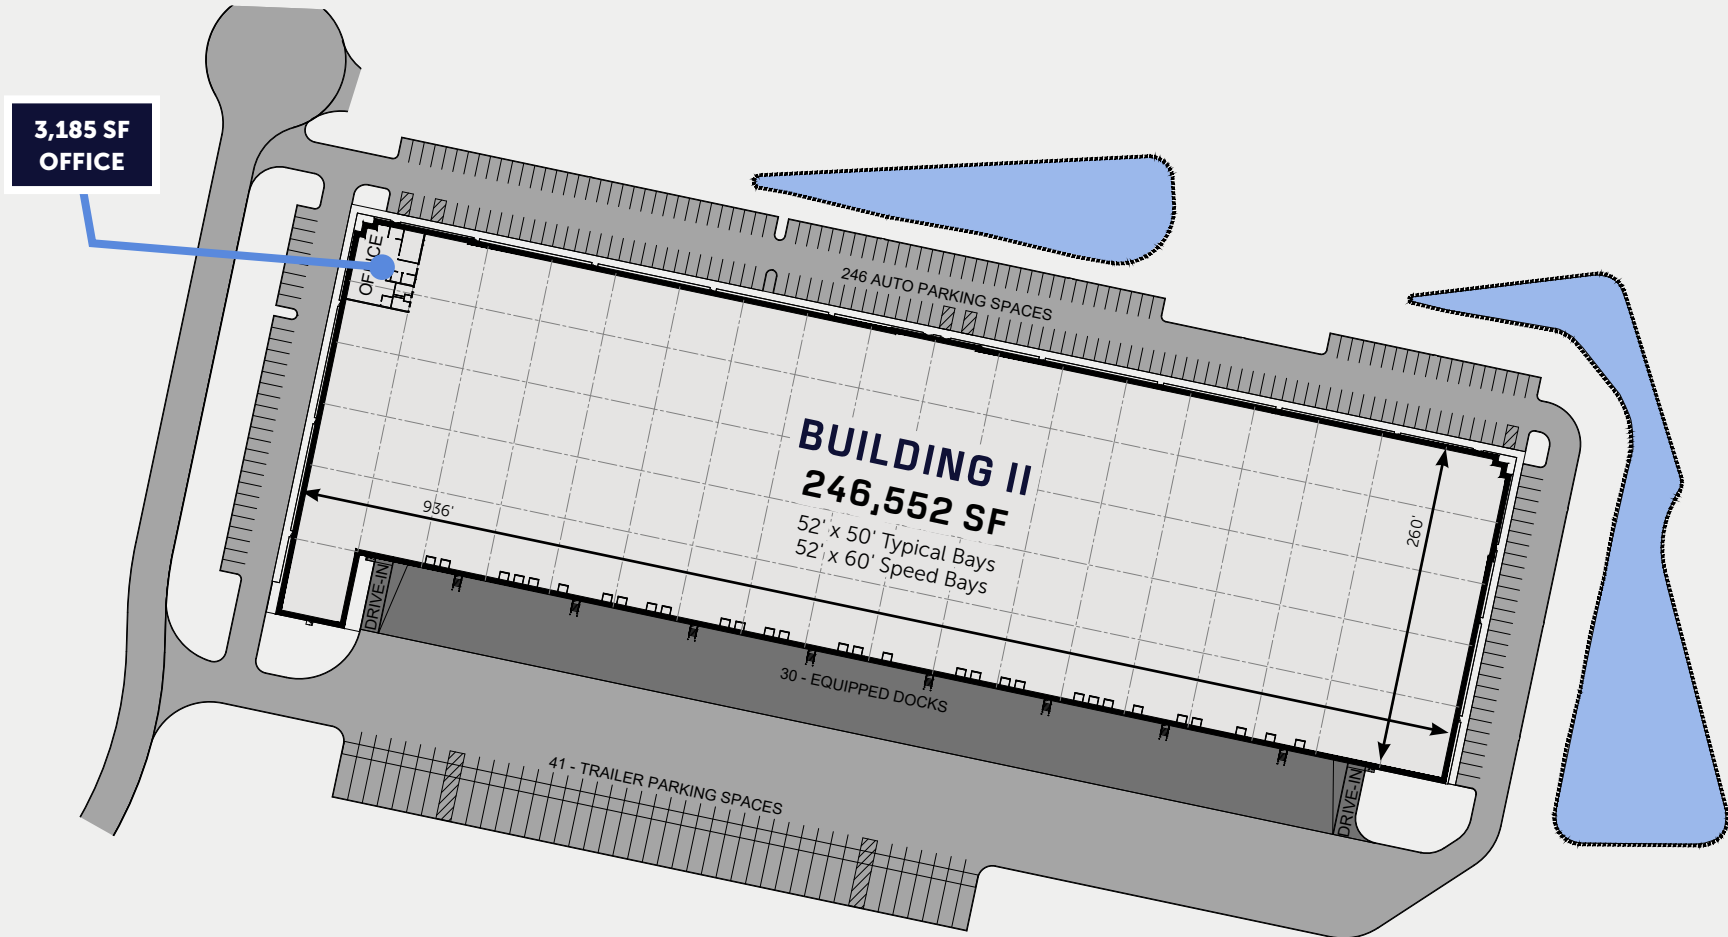 3,185 SF
OFFICE
OFFICE
246 AUTO PARKING SPACES
BUILDING II
246,552 SF
52' x 50' Typical Bays
52' x 60' Speed Bays
936'
260'
DRIVE-IN
30 - EQUIPPED DOCKS
41 - TRAILER PARKING SPACES
DRIVE-IN